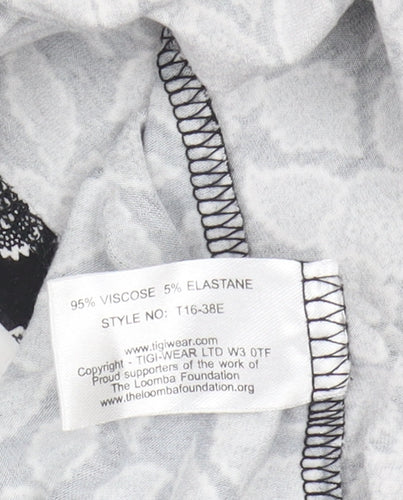 95% VISCOSE 5% ELASTANE
STYLE NO: T16-38E
www.tigiwear.com
Copyright - TIGI-WEAR LTD W3 0TF
Proud supporters of the work of
The Loomba Foundation
www.theloombafoundation.org